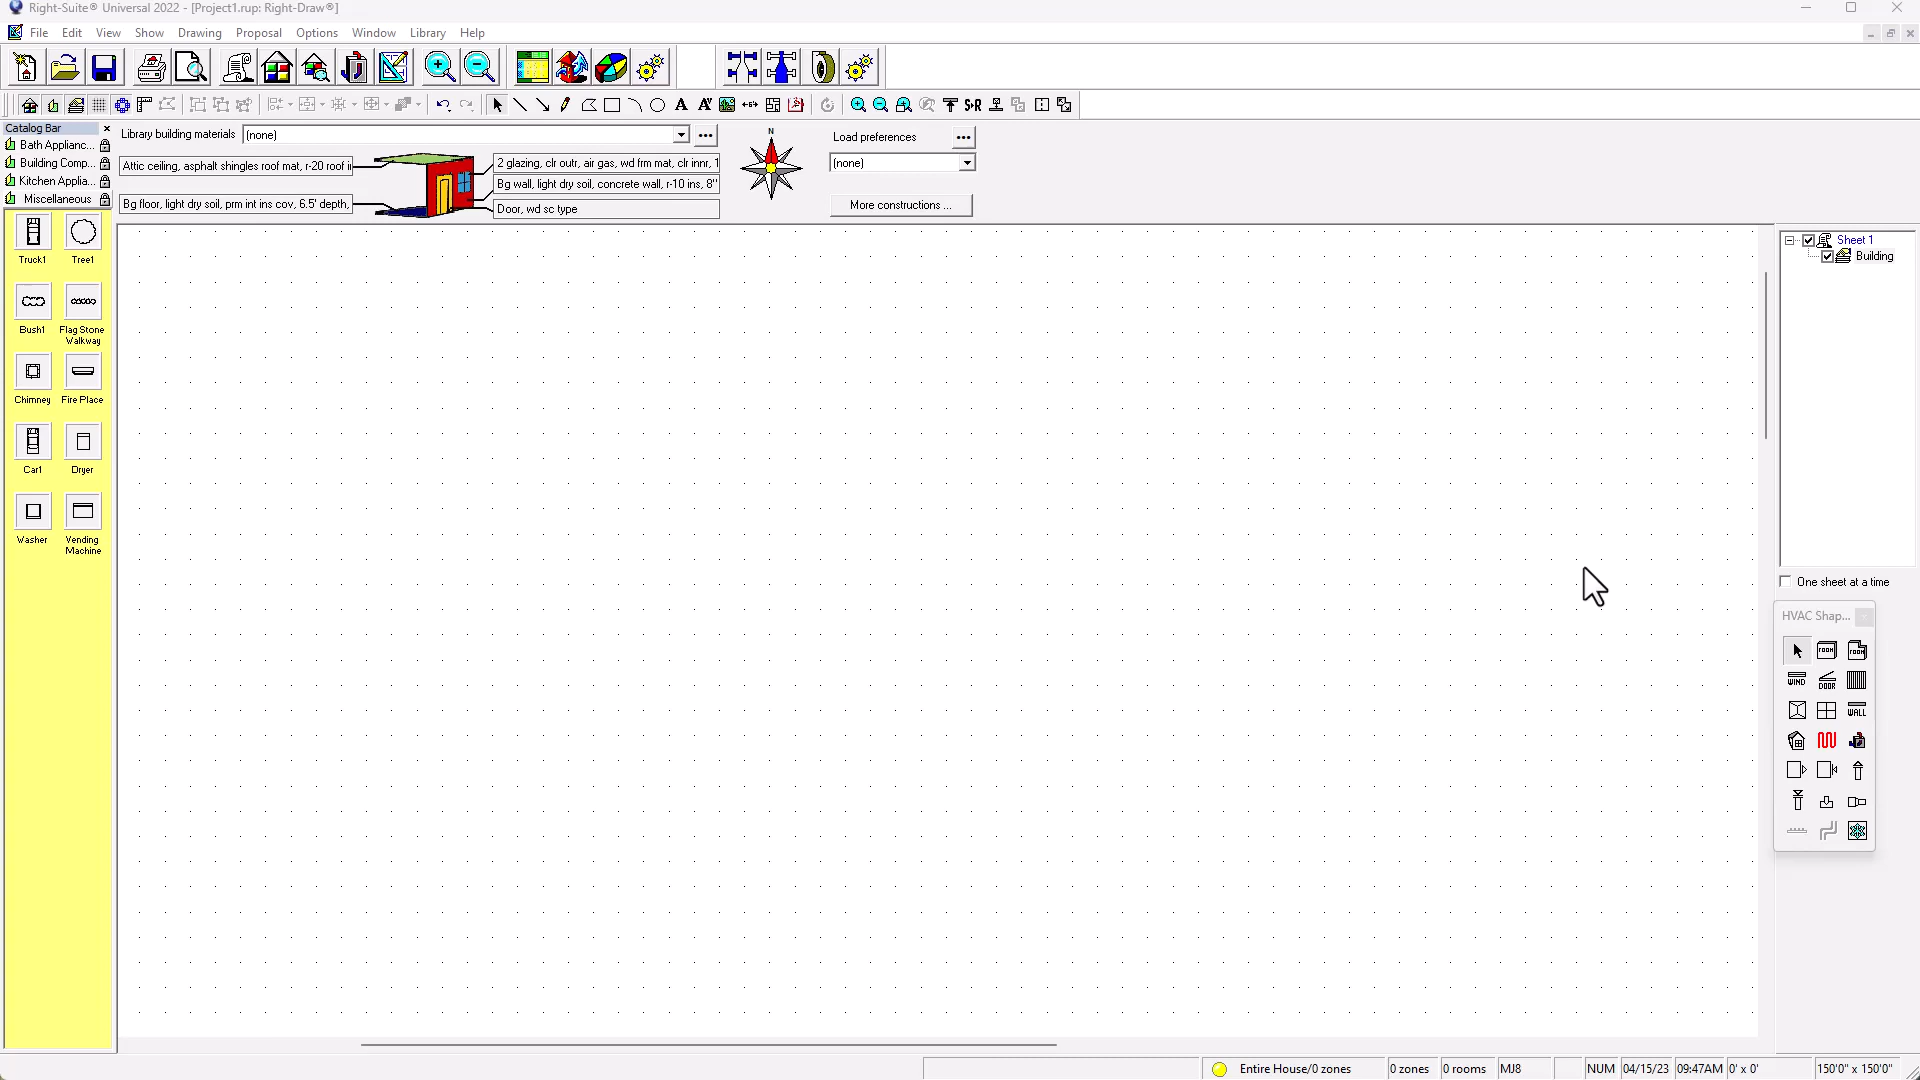 Right-Suite® Universal 2022 - [Project1.rup: Right-Draw®]
File Edit View Show Drawing Proposal Options Window Library Help
Catalog Bar
Bath Applianc...
Building Comp...
Kitchen Applia...
Miscellaneous
Library building materials (none)
Attic ceiling, asphalt shingles roof mat, r-20 roof i
Bg floor, light dry soil, prm int ins cov, 6.5' depth,
2 glazing, clr outr, air gas, wd frm mat, clr innr, 1
Bg wall, light dry soil, concrete wall, r-10 ins, 8"
Door, wd sc type
N
Load preferences
(none)
More constructions ...
Truck1 Tree1
Bush1 Flag Stone Walkway
Chimney Fire Place
Car1 Dryer
Washer Vending Machine
Sheet 1
Building
One sheet at a time
HVAC Shap...
ROOM ROOM
WIND DOOR
WALL
Entire House/0 zones 0 zones 0 rooms MJ8 NUM 04/15/23 09:47AM 0' x 0' 150'0" x 150'0"